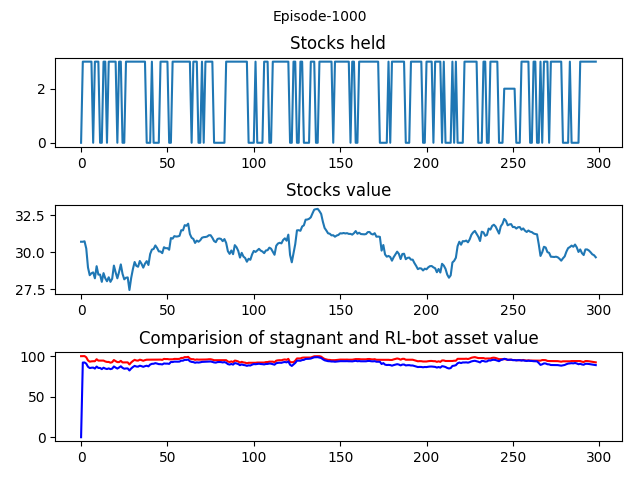 Episode-1000
Stocks held
2
0
0 50 100 150 200 250 300
Stocks value
32.5
30.0
27.5
0 50 100 150 200 250 300
Comparision of stagnant and RL-bot asset value
100
50
0
0 50 100 150 200 250 300